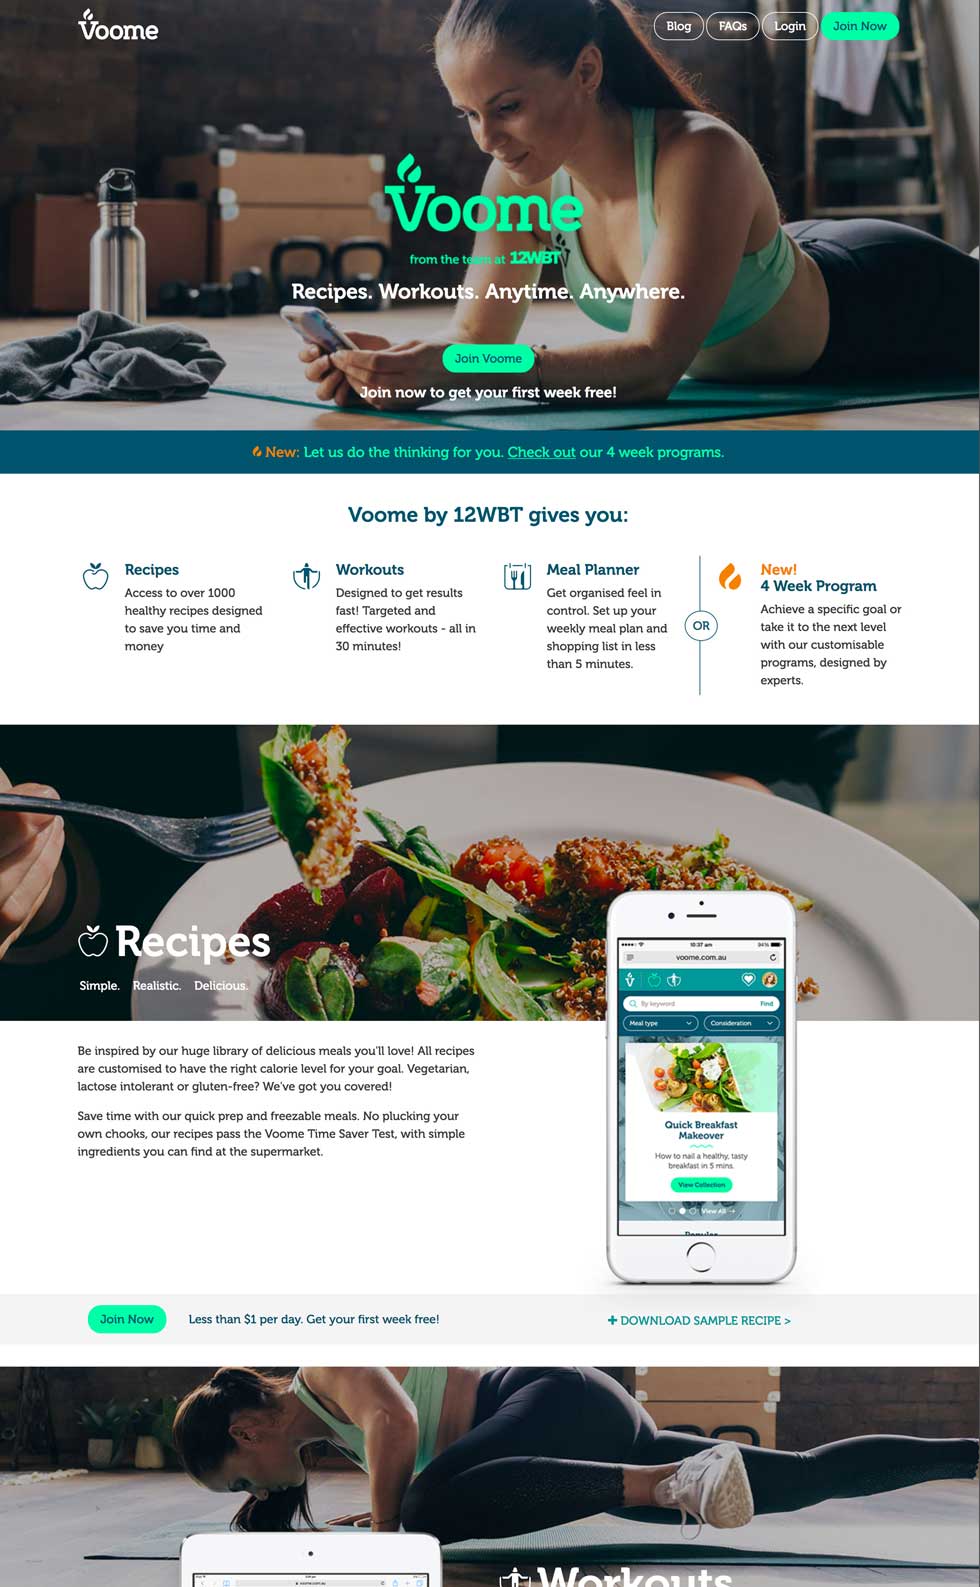 Voome
Blog
FAQs
Login
Join Now
Voome
from the team at 12WBT
Recipes. Workouts. Anytime. Anywhere.
Join Voome
Join now to get your first week free!
New: Let us do the thinking for you. Check out our 4 week programs.
Voome by 12WBT gives you:
Recipes
Access to over 1000
healthy recipes designed
to save you time and
money
Workouts
Designed to get results
fast! Targeted and
effective workouts - all in
30 minutes!
Meal Planner
Get organised feel in
control. Set up your
weekly meal plan and
shopping list in less
than 5 minutes.
OR
New!
4 Week Program
Achieve a specific goal or
take it to the next level
with our customisable
programs, designed by
experts.
Recipes
Simple. Realistic. Delicious.
10:37 am
94%
voome.com.au
By keyword
Find
Meal type
Consideration
Quick Breakfast
Makeover
How to nail a healthy, tasty
breakfast in 5 mins.
View Collection
View All →
Popular
Be inspired by our huge library of delicious meals you'll love! All recipes
are customised to have the right calorie level for your goal. Vegetarian,
lactose intolerant or gluten-free? We've got you covered!
Save time with our quick prep and freezable meals. No plucking your
own chooks, our recipes pass the Voome Time Saver Test, with simple
ingredients you can find at the supermarket.
Join Now
Less than $1 per day. Get your first week free!
+ DOWNLOAD SAMPLE RECIPE >
voome.com.au
Workouts